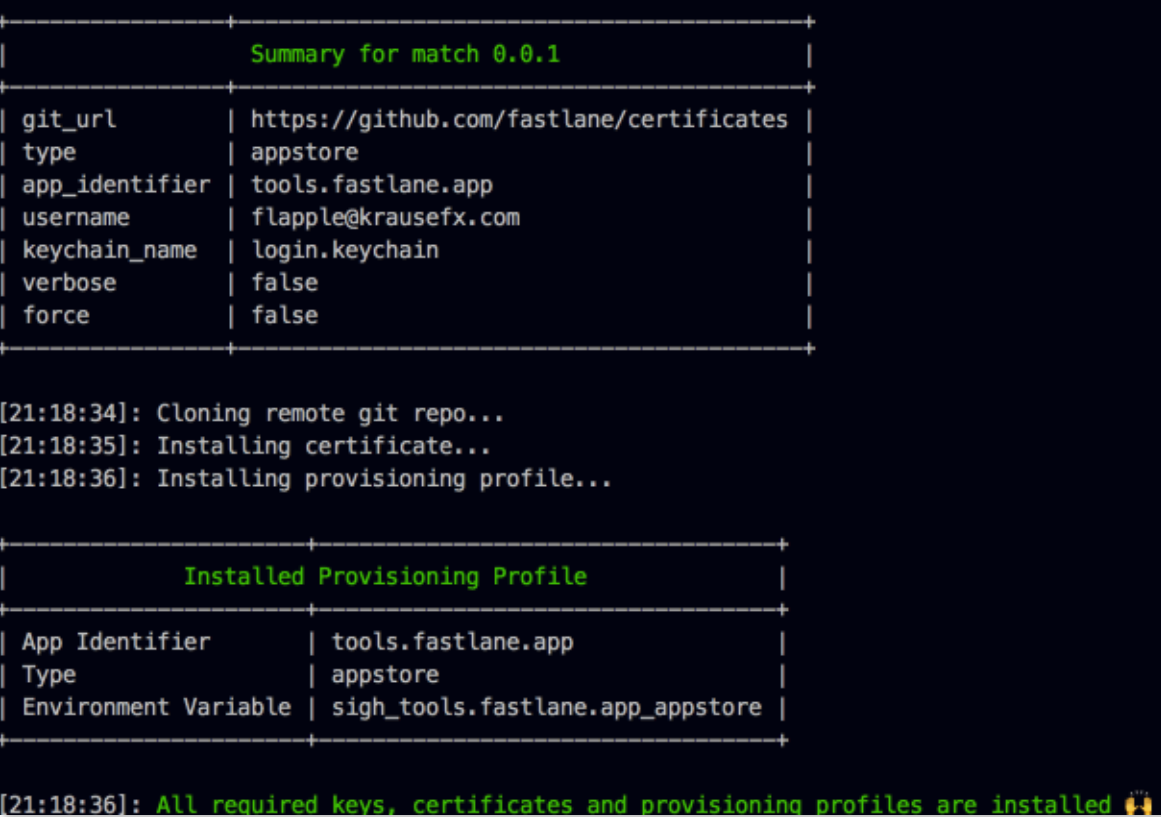 Summary for match 0.0.1
git_url | https://github.com/fastlane/certificates
type | appstore
app_identifier | tools.fastlane.app
username | flapple@krausefx.com
keychain_name | login.keychain
verbose | false
force | false
[21:18:34]: Cloning remote git repo...
[21:18:35]: Installing certificate...
[21:18:36]: Installing provisioning profile...
Installed Provisioning Profile
App Identifier | tools.fastlane.app
Type | appstore
Environment Variable | sigh_tools.fastlane.app_appstore
[21:18:36]: All required keys, certificates and provisioning profiles are installed 🙌